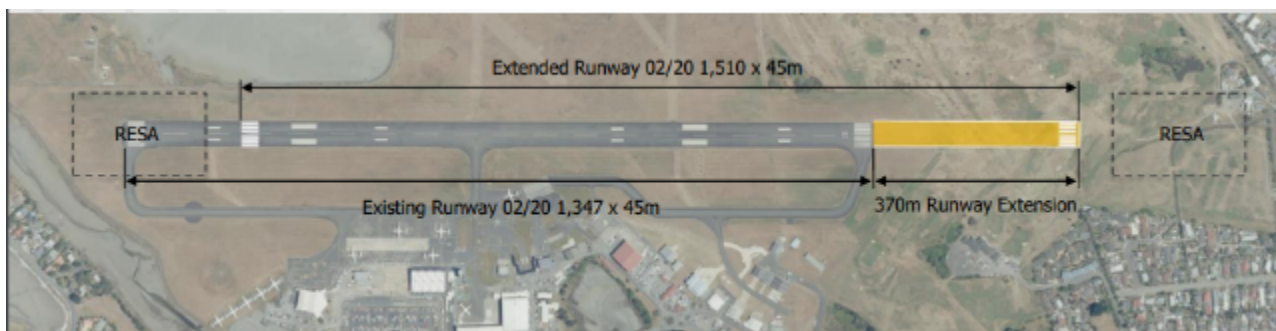 Extended Runway 02/20 1,510 x 45m
RESA
RESA
Existing Runway 02/20 1,347 x 45m
370m Runway Extension